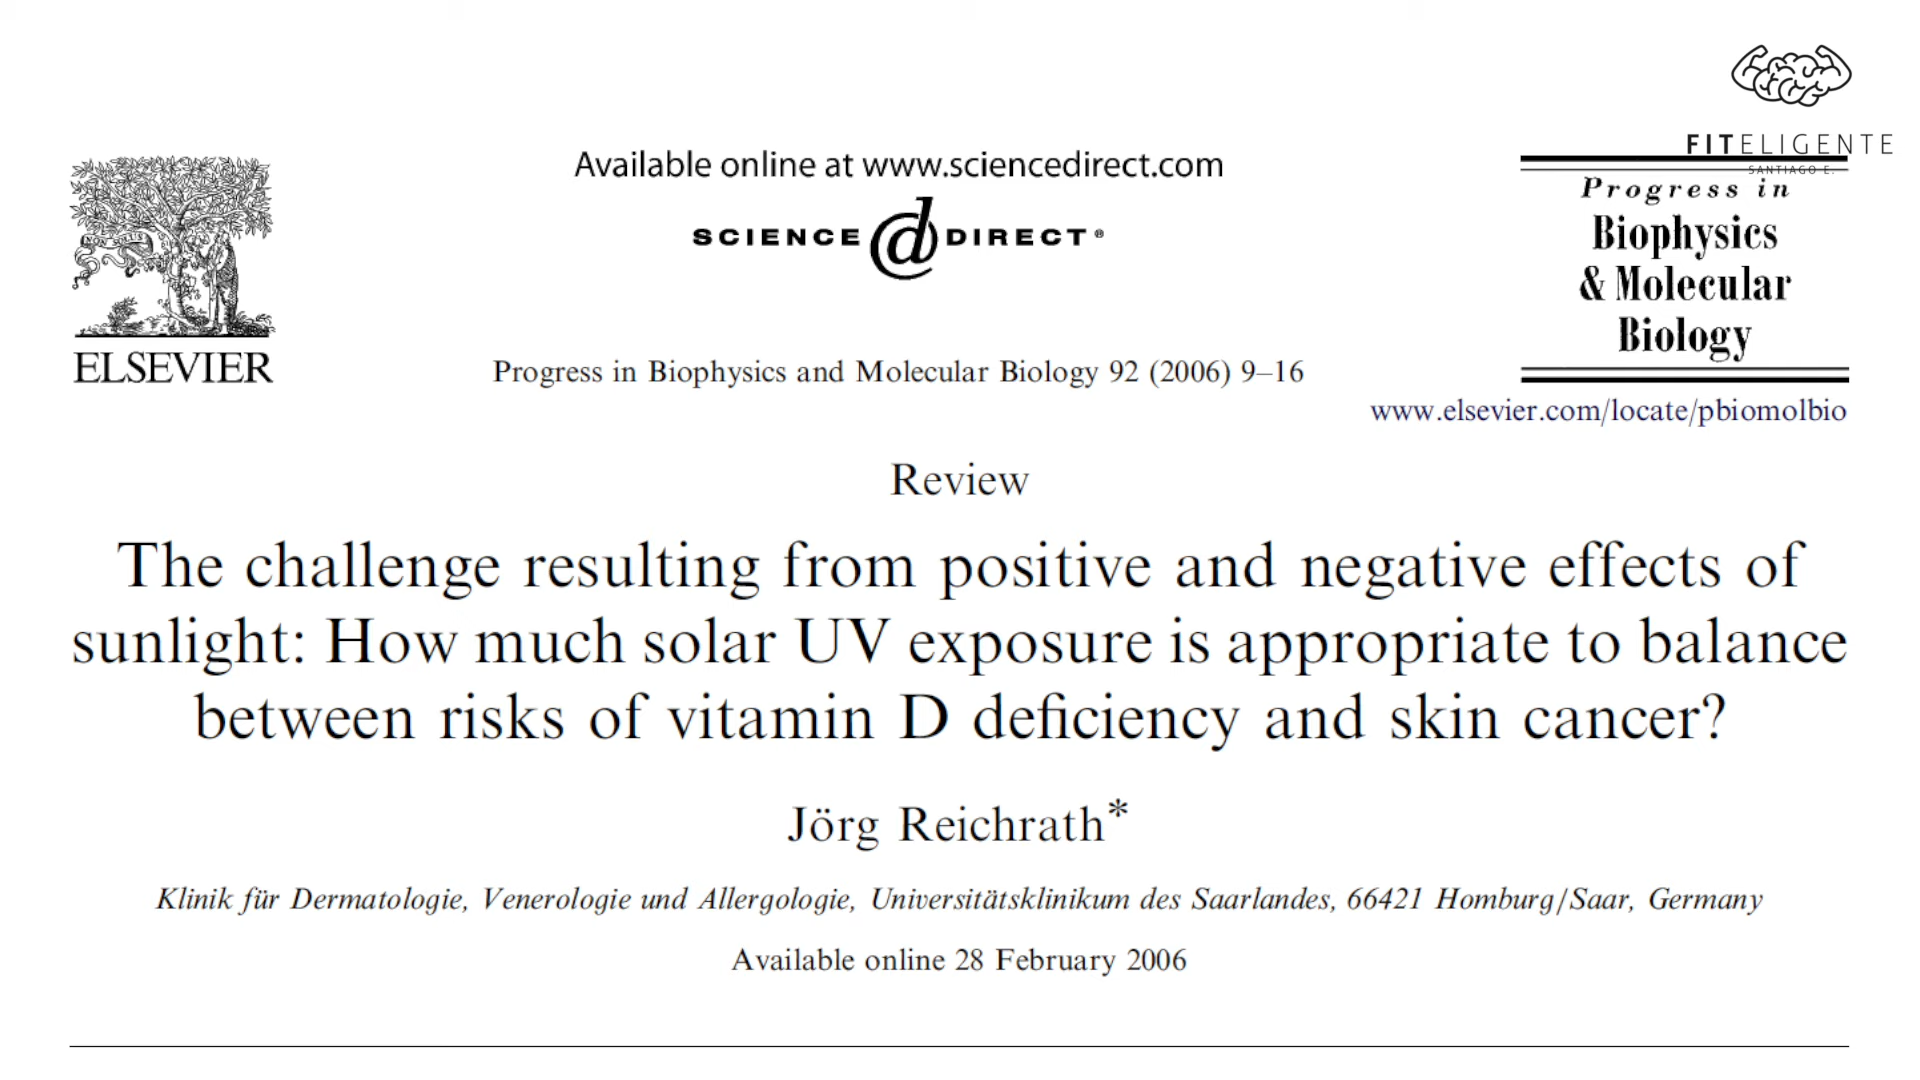 FITELIGENTE
SANTIAGO E.
Available online at www.sciencedirect.com
SCIENCE @ DIRECT®
NON SOLUS
ELSEVIER
Progress in Biophysics and Molecular Biology 92 (2006) 9–16
Progress in
Biophysics
& Molecular
Biology
www.elsevier.com/locate/pbiomolbio
Review
The challenge resulting from positive and negative effects of
sunlight: How much solar UV exposure is appropriate to balance
between risks of vitamin D deficiency and skin cancer?
Jörg Reichrath*
Klinik für Dermatologie, Venerologie und Allergologie, Universitätsklinikum des Saarlandes, 66421 Homburg/Saar, Germany
Available online 28 February 2006